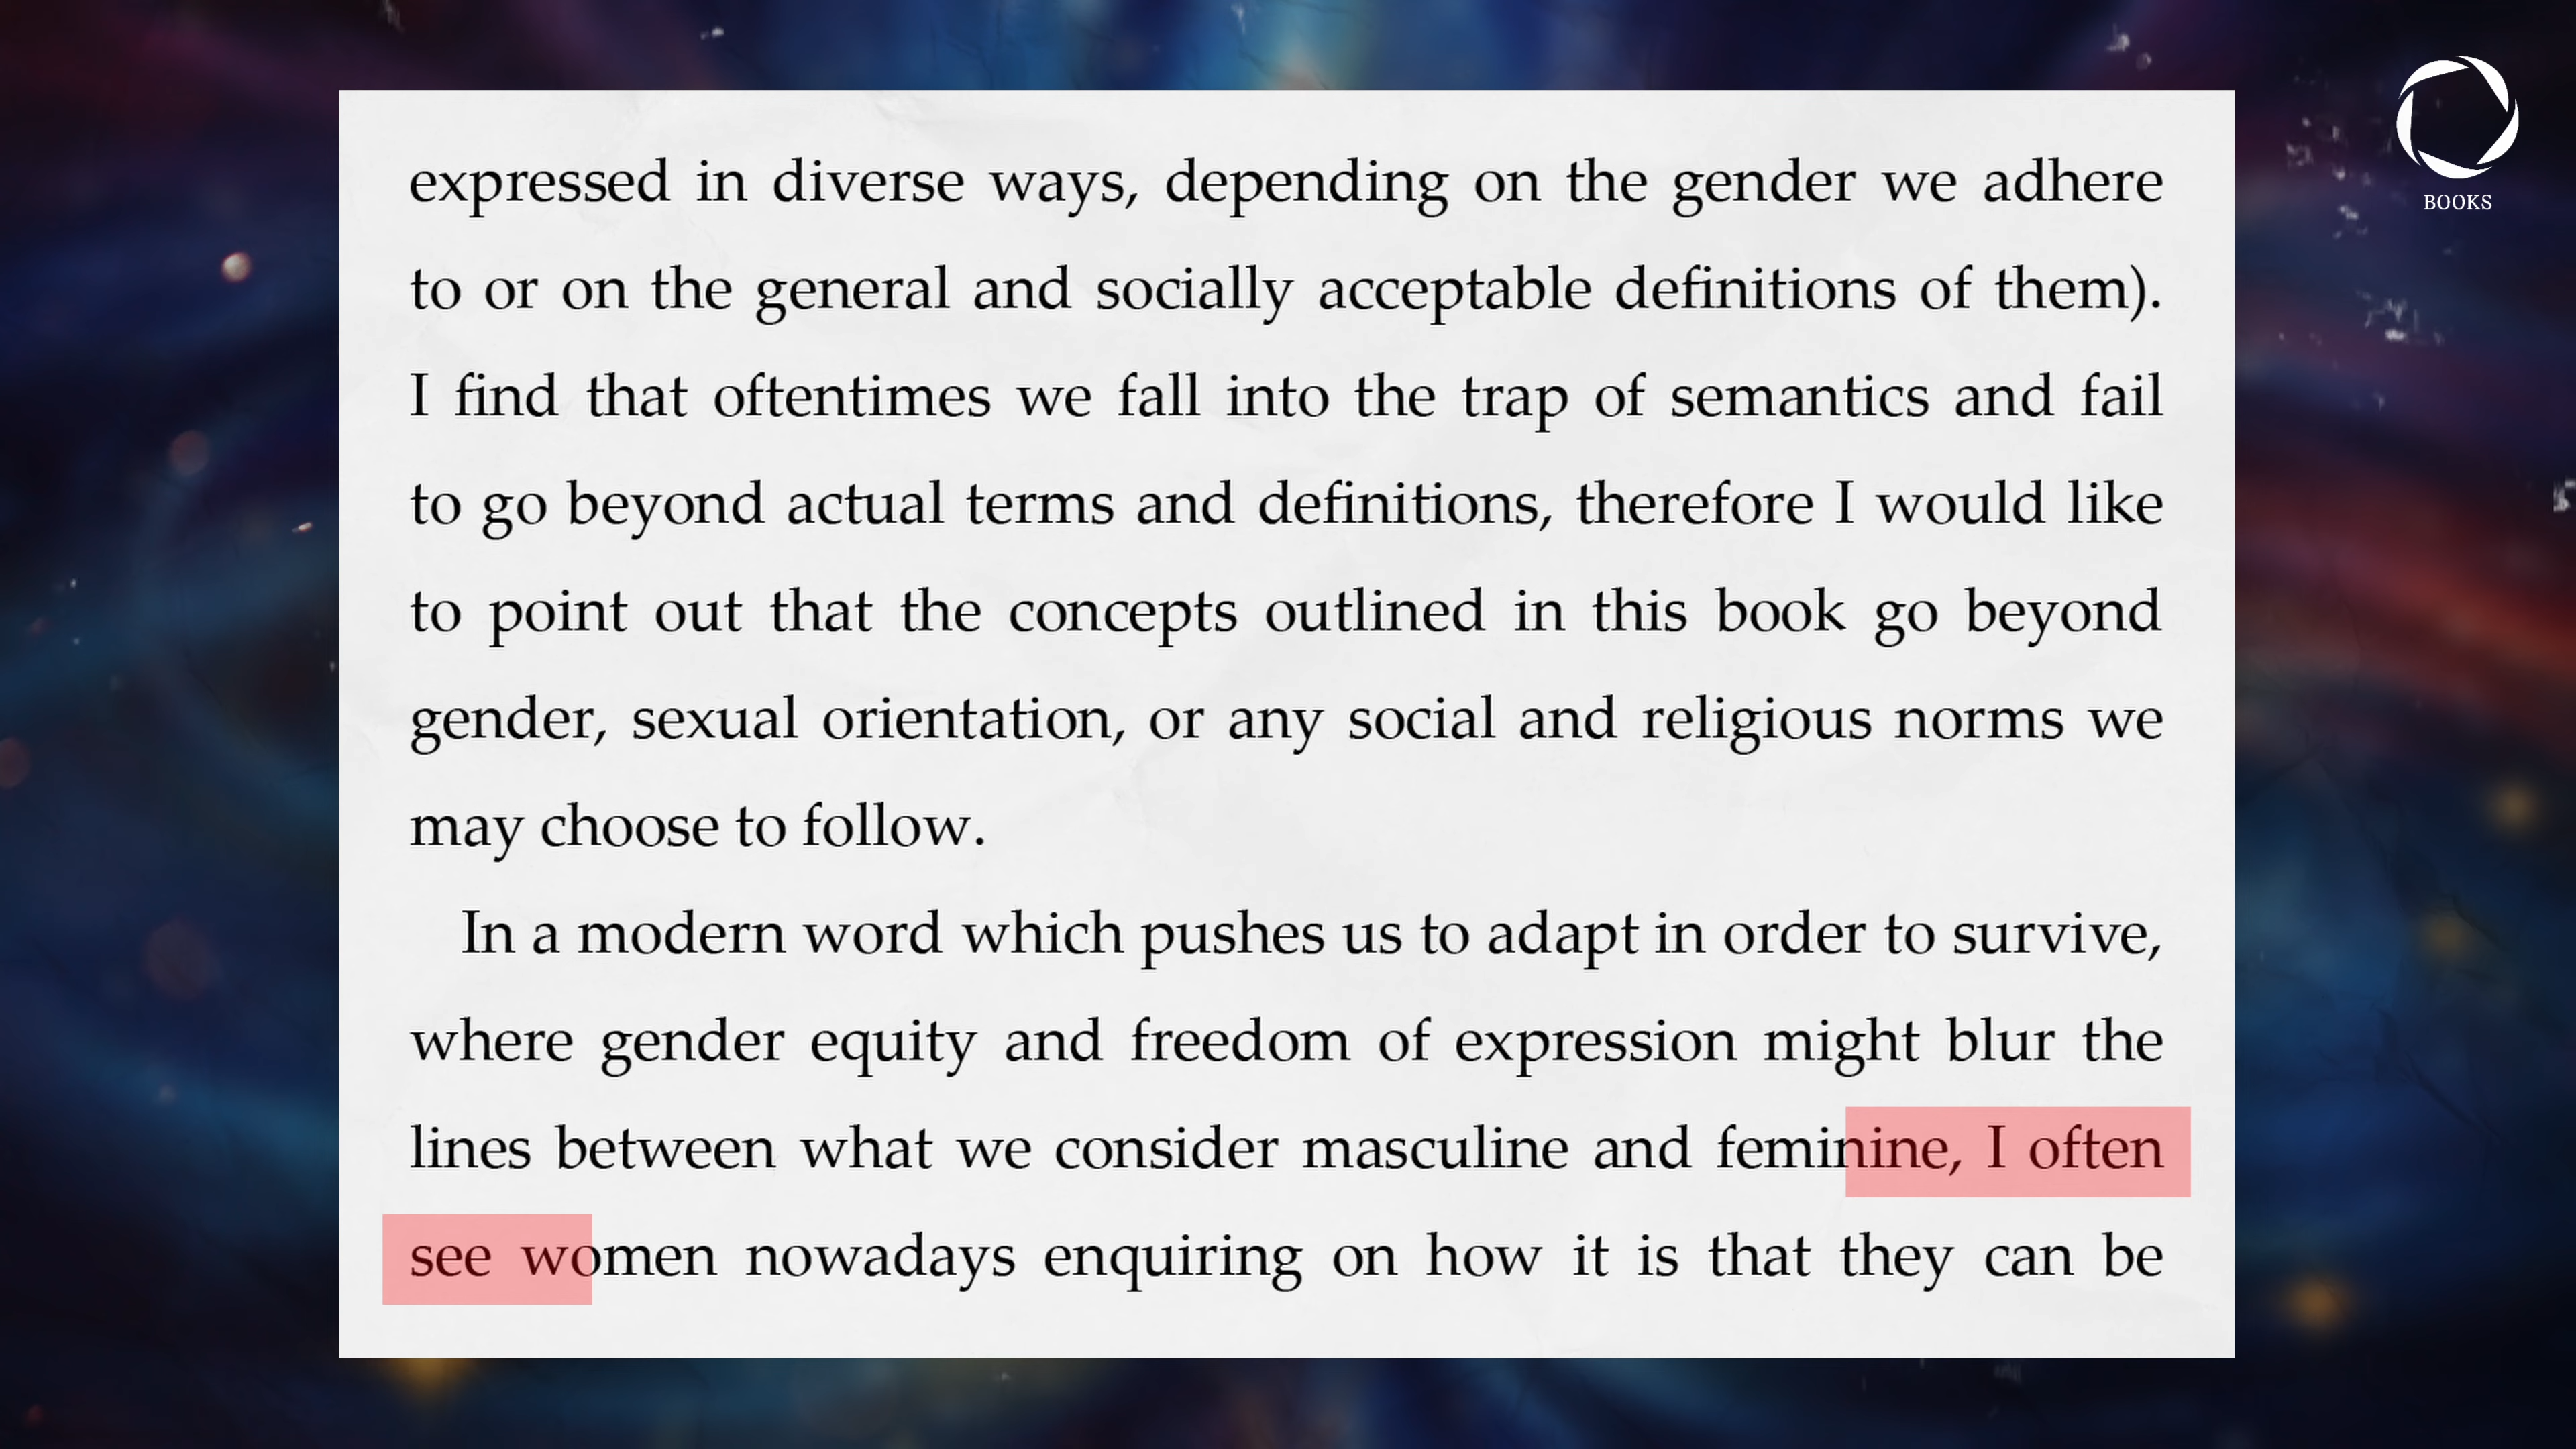 expressed in diverse ways, depending on the gender we adhere
to or on the general and socially acceptable definitions of them).
I find that oftentimes we fall into the trap of semantics and fail
to go beyond actual terms and definitions, therefore I would like
to point out that the concepts outlined in this book go beyond
gender, sexual orientation, or any social and religious norms we
may choose to follow.
In a modern word which pushes us to adapt in order to survive,
where gender equity and freedom of expression might blur the
lines between what we consider masculine and feminine, I often
see women nowadays enquiring on how it is that they can be
BOOKS